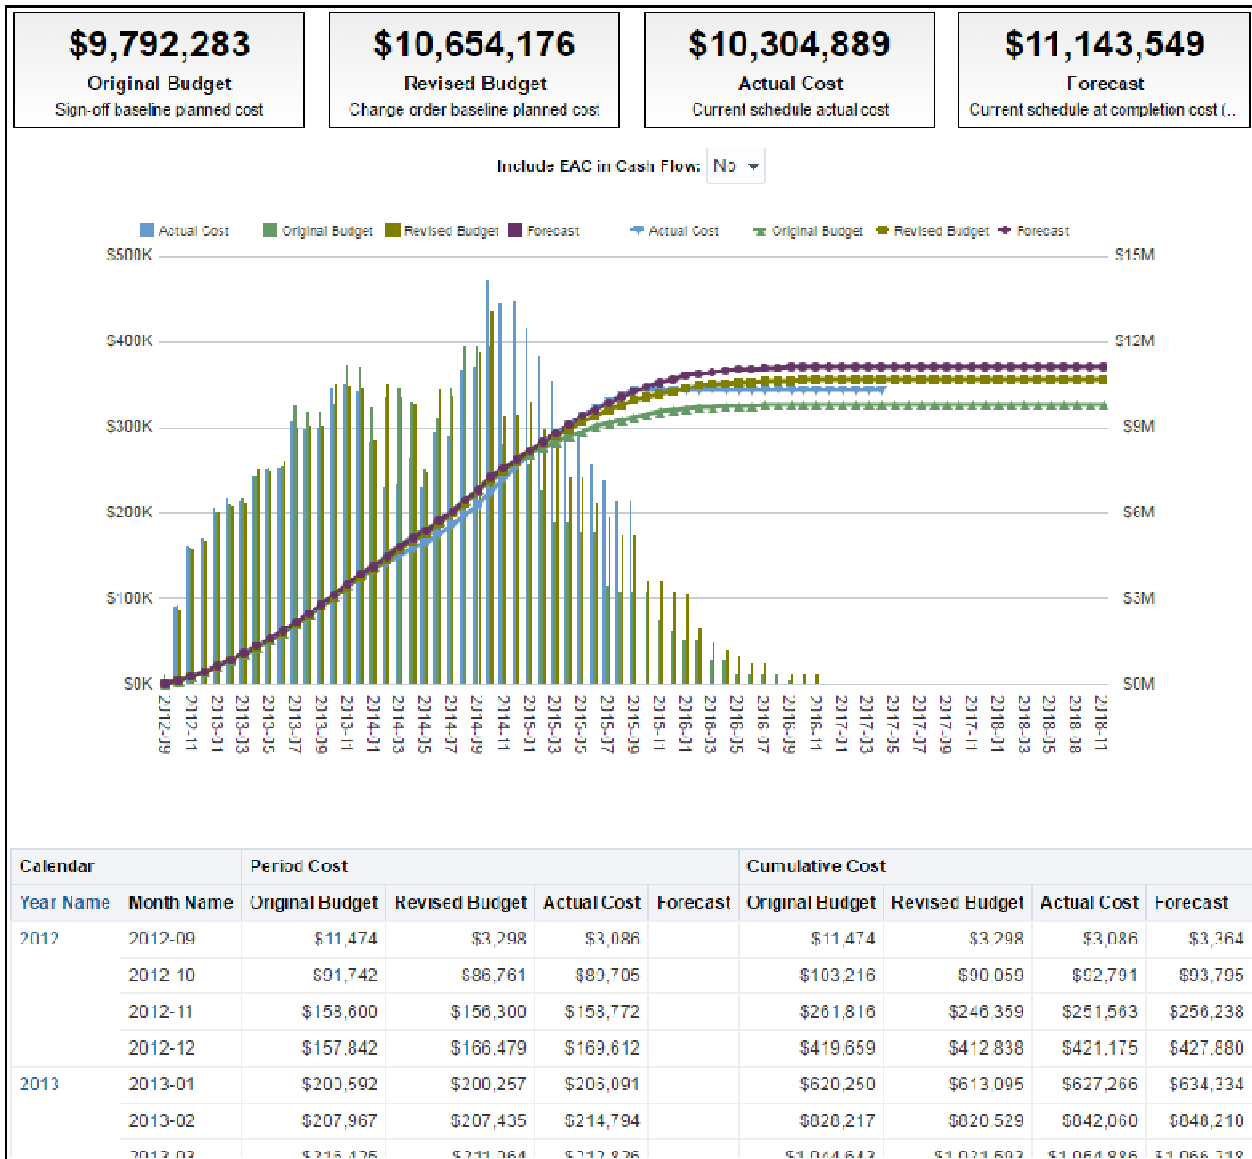 $9,792,283 $10,654,176 $10,304,889 $11,143,549
Original Budget Revised Budget Actual Cost Forecast
Sign-off baseline planned cost Change order baseline planned cost Current schedule actual cost Current schedule at completion cost (..
Include EAC in Cash Flow: No
Actual Cost Original Budget Revised Budget Forecast Actual Cost Original Budget Revised Budget Forecast
$500K $15M
$400K $12M
$300K $9M
$200K $6M
$100K $3M
$0K $0M
2012-09 2012-11 2013-01 2013-03 2013-05 2013-07 2013-09 2013-11 2014-01 2014-03 2014-05 2014-07 2014-09 2014-11 2015-01 2015-03 2015-05 2015-07 2015-09 2015-11 2016-01 2016-03 2016-05 2016-07 2016-09 2016-11 2017-01 2017-03 2017-05 2017-07 2017-09 2017-11 2018-01 2018-03 2018-05 2018-08 2018-11
Calendar Period Cost Cumulative Cost
Year Name Month Name Original Budget Revised Budget Actual Cost Forecast Original Budget Revised Budget Actual Cost Forecast
2012 2012-09 $11,474 $3,298 $3,086 $11,474 $3,298 $3,086 $3,364
2012-10 $91,742 $86,761 $89,705 $103,216 $90,059 $92,791 $93,795
2012-11 $158,600 $156,300 $158,772 $261,816 $246,359 $251,563 $256,238
2012-12 $157,842 $166,479 $169,612 $419,659 $412,838 $421,175 $427,880
2013 2013-01 $200,592 $200,257 $206,091 $620,250 $613,095 $627,266 $634,334
2013-02 $207,967 $207,435 $214,794 $828,217 $820,529 $842,060 $848,210
2013-03